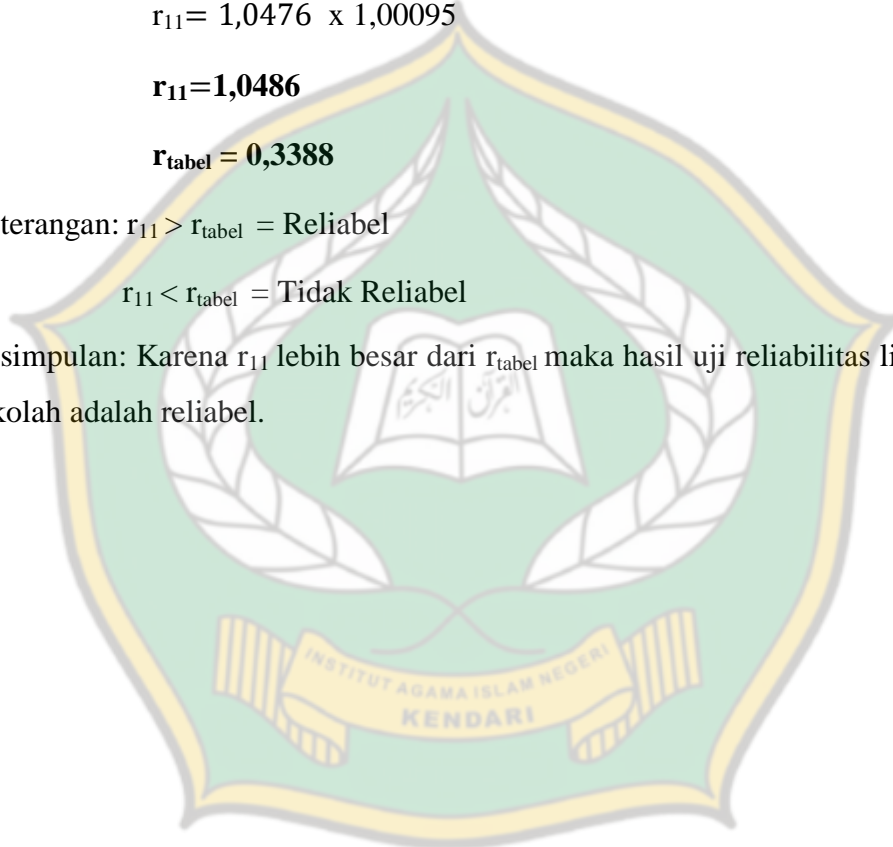 r₁₁= 1,0476 x 1,00095
r₁₁=1,0486
rₜₐbₑₗ = 0,3388
terangan: r₁₁ > rₜₐbₑₗ = Reliabel
r₁₁ < rₜₐbₑₗ = Tidak Reliabel
simpulan: Karena r₁₁ lebih besar dari rₜₐbₑₗ maka hasil uji reliabilitas li
kolah adalah reliabel.
القرآن الكريم
INSTITUT AGAMA ISLAM NEGERI
KENDARI